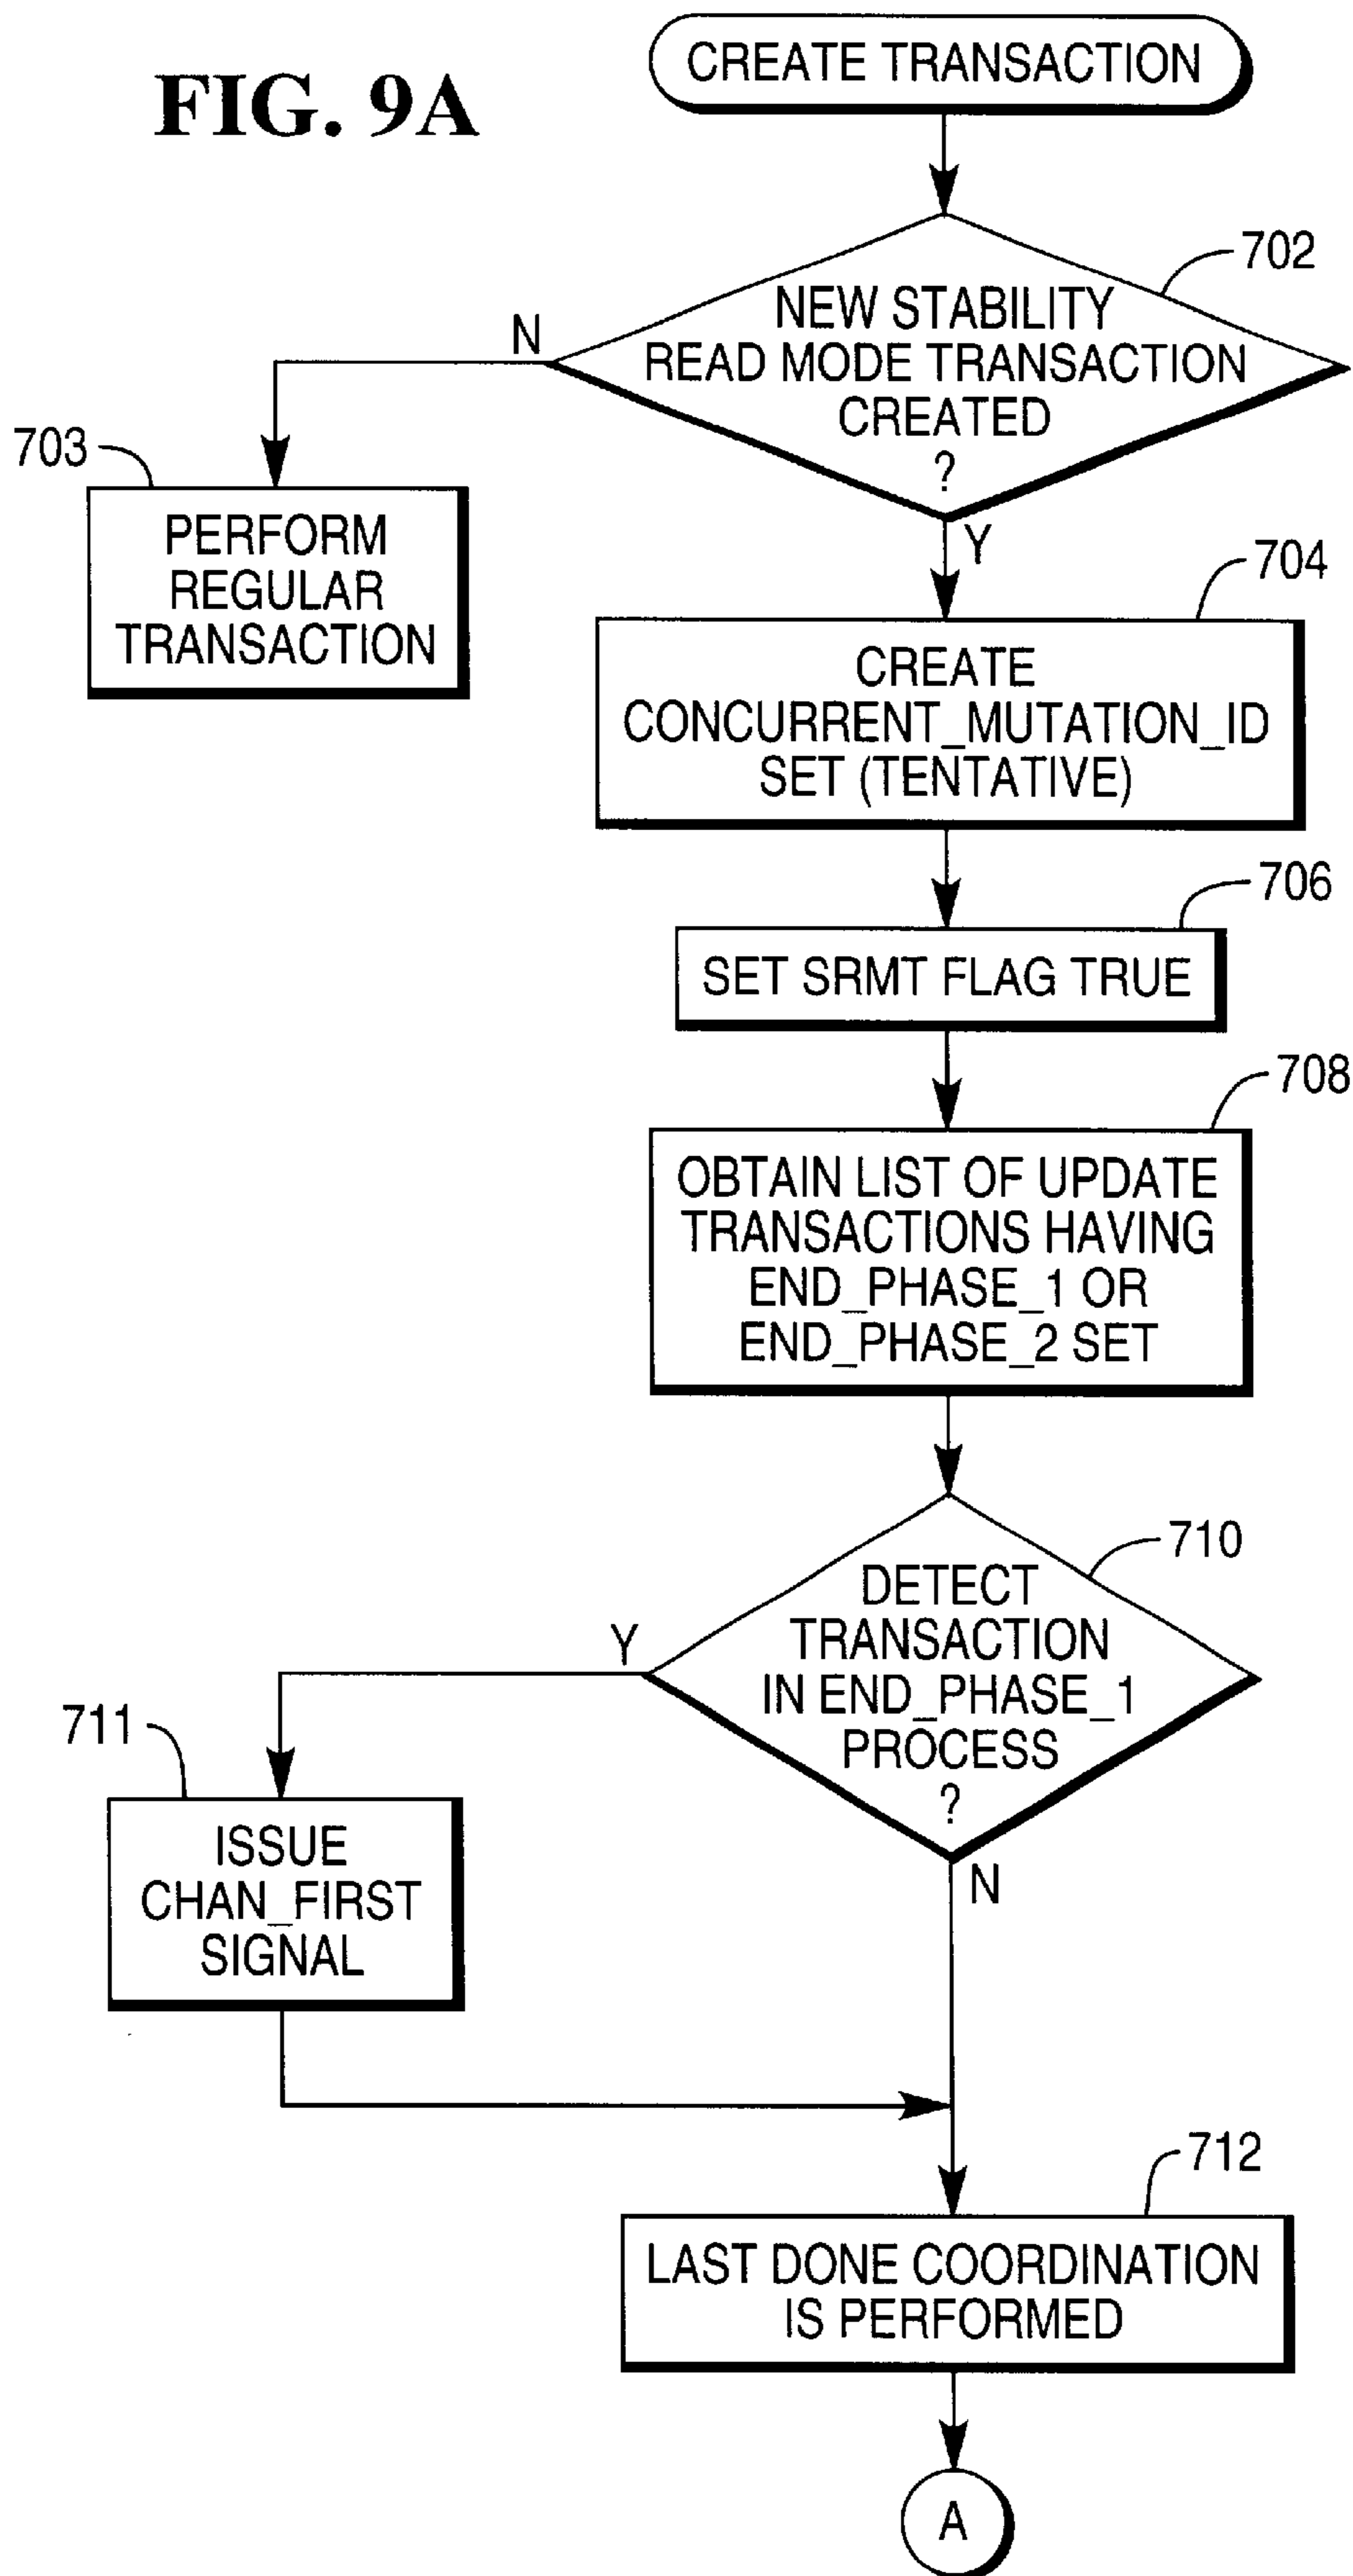 FIG. 9A
CREATE TRANSACTION
702
NEW STABILITY
READ MODE TRANSACTION
CREATED
?
N
Y
703
PERFORM
REGULAR
TRANSACTION
704
CREATE
CONCURRENT_MUTATION_ID
SET (TENTATIVE)
706
SET SRMT FLAG TRUE
708
OBTAIN LIST OF UPDATE
TRANSACTIONS HAVING
END_PHASE_1 OR
END_PHASE_2 SET
710
DETECT
TRANSACTION
IN END_PHASE_1
PROCESS
?
Y
N
711
ISSUE
CHAN_FIRST
SIGNAL
712
LAST DONE COORDINATION
IS PERFORMED
A